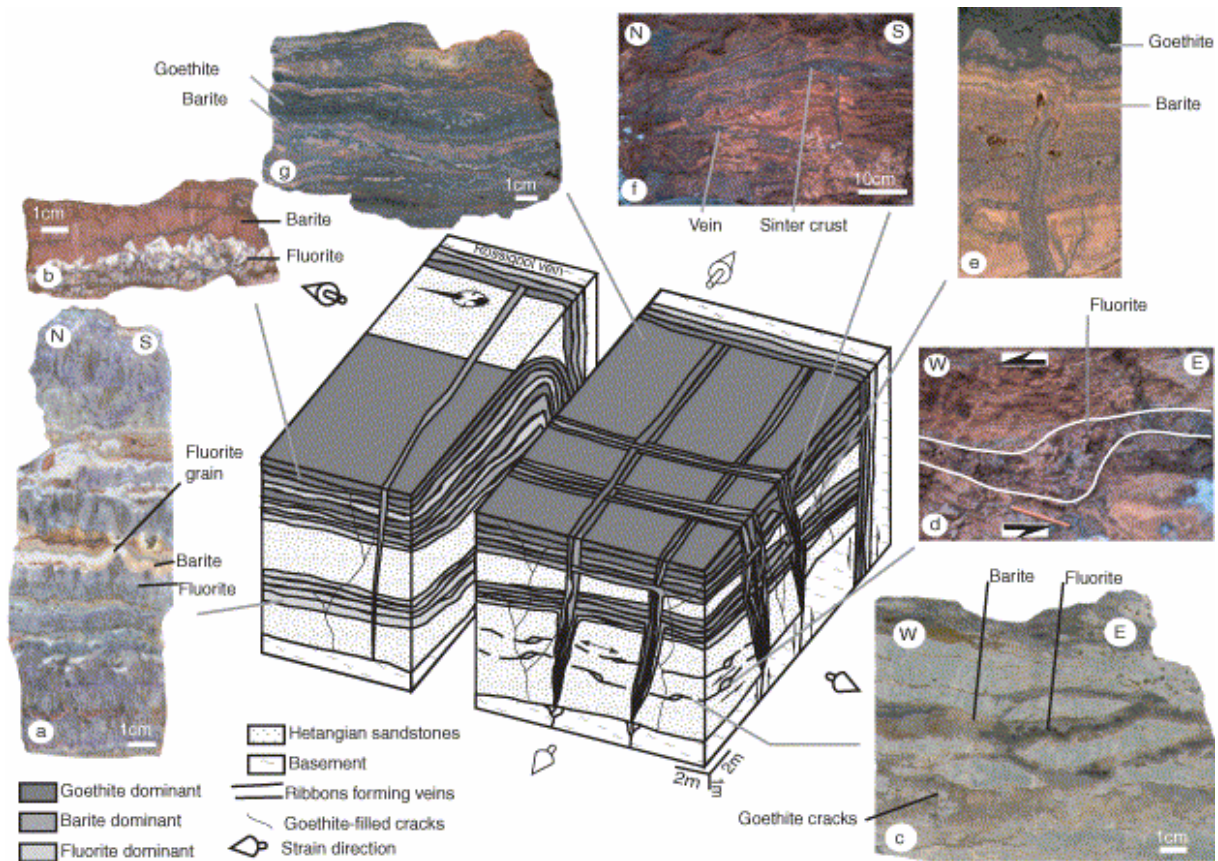 Goethite
Barite
g
1cm
N
S
f
10cm
Vein
Sinter crust
Goethite
Barite
e
1cm
Barite
Fluorite
b
Rossignol vein
N
S
Fluorite
grain
Barite
Fluorite
a
1cm
Fluorite
W
E
d
Barite
Fluorite
W
E
Goethite cracks
c
1cm
2m
2m
1m
Hetangian sandstones
Basement
Ribbons forming veins
Goethite-filled cracks
Strain direction
Goethite dominant
Barite dominant
Fluorite dominant